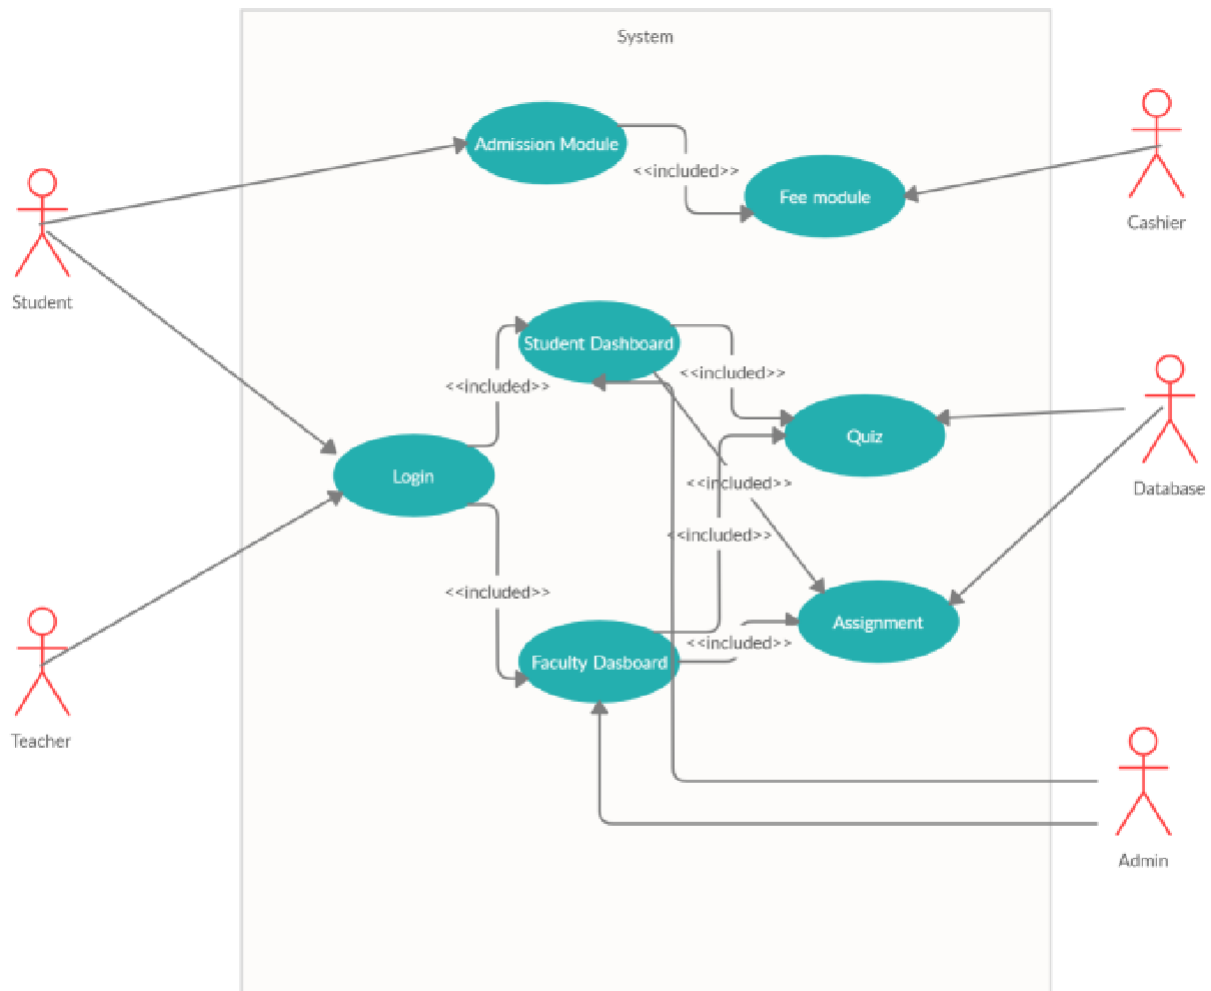 System
Admission Module
<<included>>
Fee module
Cashier
Student
Student Dashboard
<<included>>
<<included>>
Quiz
Login
<<included>>
Database
<<included>>
<<included>>
Assignment
<<included>>
Faculty Dasboard
Teacher
Admin